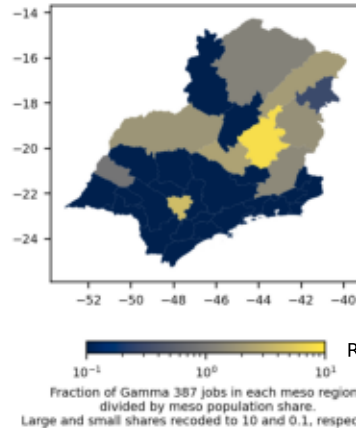 −14
−16
−18
−20
−22
−24
−52 −50 −48 −46 −44 −42 −40
R
10⁻¹ 10⁰ 10¹
Fraction of Gamma 387 jobs in each meso region
divided by meso population share.
Large and small shares recoded to 10 and 0.1, respec